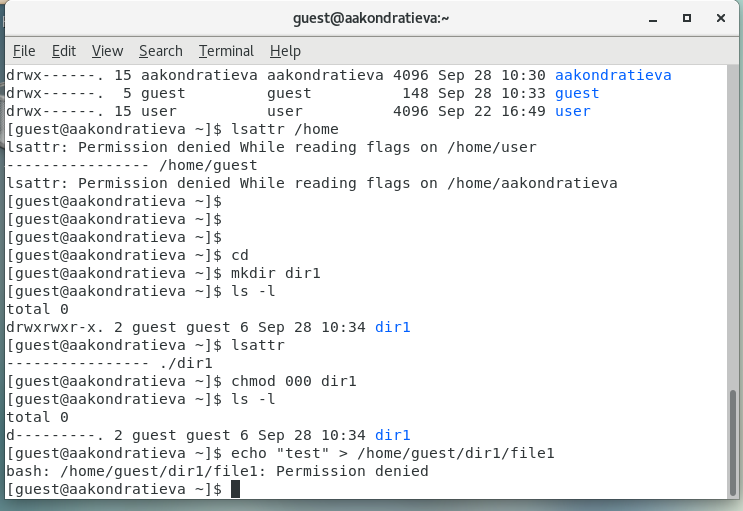 guest@aakondratieva:~
File Edit View Search Terminal Help
drwx------. 15 aakondratieva aakondratieva 4096 Sep 28 10:30 aakondratieva
drwx------.  5 guest         guest          148 Sep 28 10:33 guest
drwx------. 15 user          user          4096 Sep 22 16:49 user
[guest@aakondratieva ~]$ lsattr /home
lsattr: Permission denied While reading flags on /home/user
---------------- /home/guest
lsattr: Permission denied While reading flags on /home/aakondratieva
[guest@aakondratieva ~]$
[guest@aakondratieva ~]$
[guest@aakondratieva ~]$
[guest@aakondratieva ~]$ cd
[guest@aakondratieva ~]$ mkdir dir1
[guest@aakondratieva ~]$ ls -l
total 0
drwxrwxr-x. 2 guest guest 6 Sep 28 10:34 dir1
[guest@aakondratieva ~]$ lsattr
---------------- ./dir1
[guest@aakondratieva ~]$ chmod 000 dir1
[guest@aakondratieva ~]$ ls -l
total 0
d---------. 2 guest guest 6 Sep 28 10:34 dir1
[guest@aakondratieva ~]$ echo "test" > /home/guest/dir1/file1
bash: /home/guest/dir1/file1: Permission denied
[guest@aakondratieva ~]$